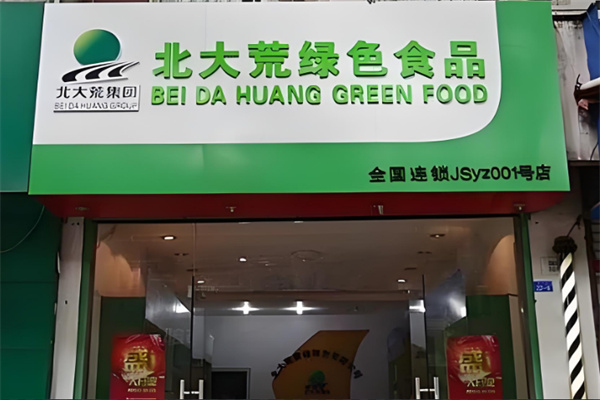 北大荒绿色食品
BEI DA HUANG GREEN FOOD
北大荒集团
BEI DA HUANG GROUP
全国连锁JSyz001号店
盛
大开业
盛
大开业